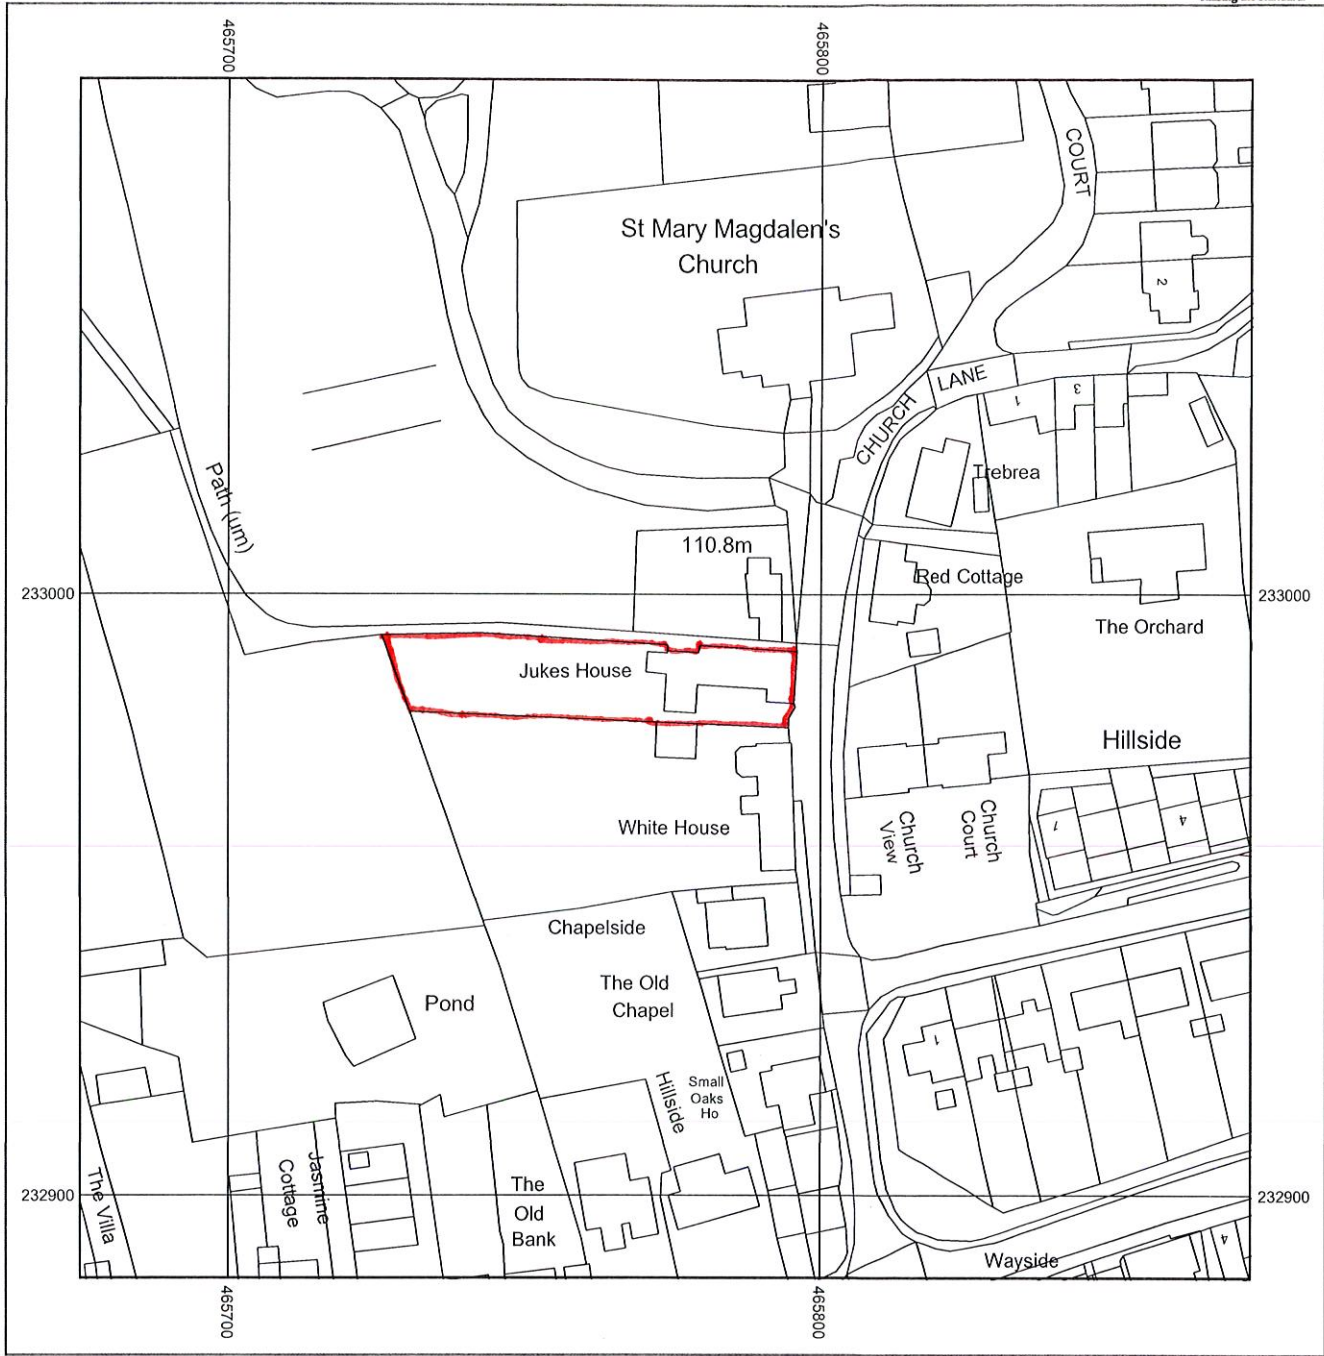 465700
465800
COURT
St Mary Magdalen's
Church
2
LANE
CHURCH
1
3
Trebrea
Path (um)
110.8m
Red Cottage
233000
233000
The Orchard
Jukes House
Hillside
White House
Church
View
Church
Court
1
4
Chapelside
The Old
Chapel
Pond
1
Hillside
Small
Oaks
Ho
The Villa
Jasmine
Cottage
232900
232900
The
Old
Bank
Wayside
4
465700
465800